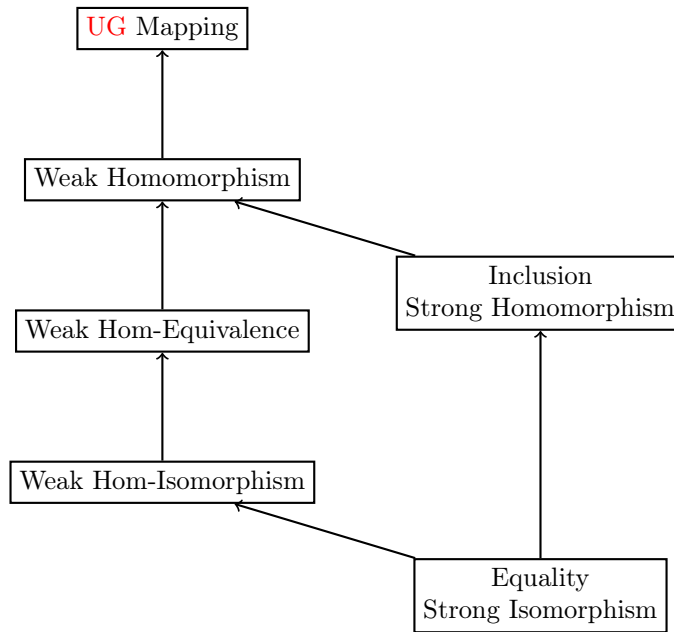 UG Mapping
Weak Homomorphism
Inclusion
Strong Homomorphism
Weak Hom-Equivalence
Weak Hom-Isomorphism
Equality
Strong Isomorphism